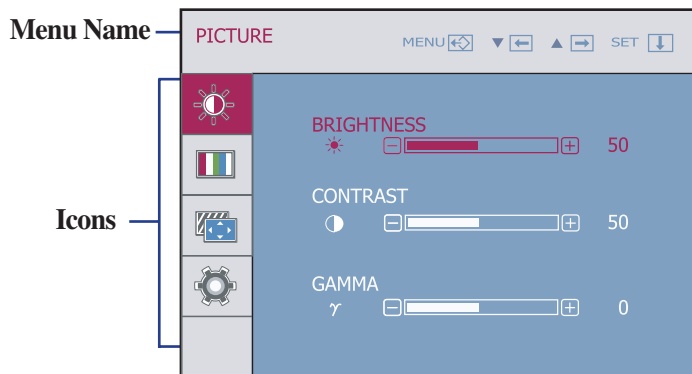 Menu Name
PICTURE
MENU ▼ ▲ SET
Icons
BRIGHTNESS
50
CONTRAST
50
GAMMA
γ 0